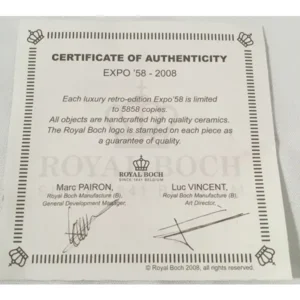 CERTIFICATE OF AUTHENTICITY
EXPO '58 - 2008
Each luxury retro-edition Expo'58 is limited
to 5858 copies.
All objects are handcrafted high quality ceramics.
The Royal Boch logo is stamped on each piece as
a guarantee of quality.
ROYAL BOCH
SINCE 1841 BELGIUM
Marc PAIRON,
Royal Boch Manufacture (B),
General Development Manager,
Luc VINCENT,
Royal Boch Manufacture (B),
Art Director,
© Royal Boch 2008, all rights reserved.